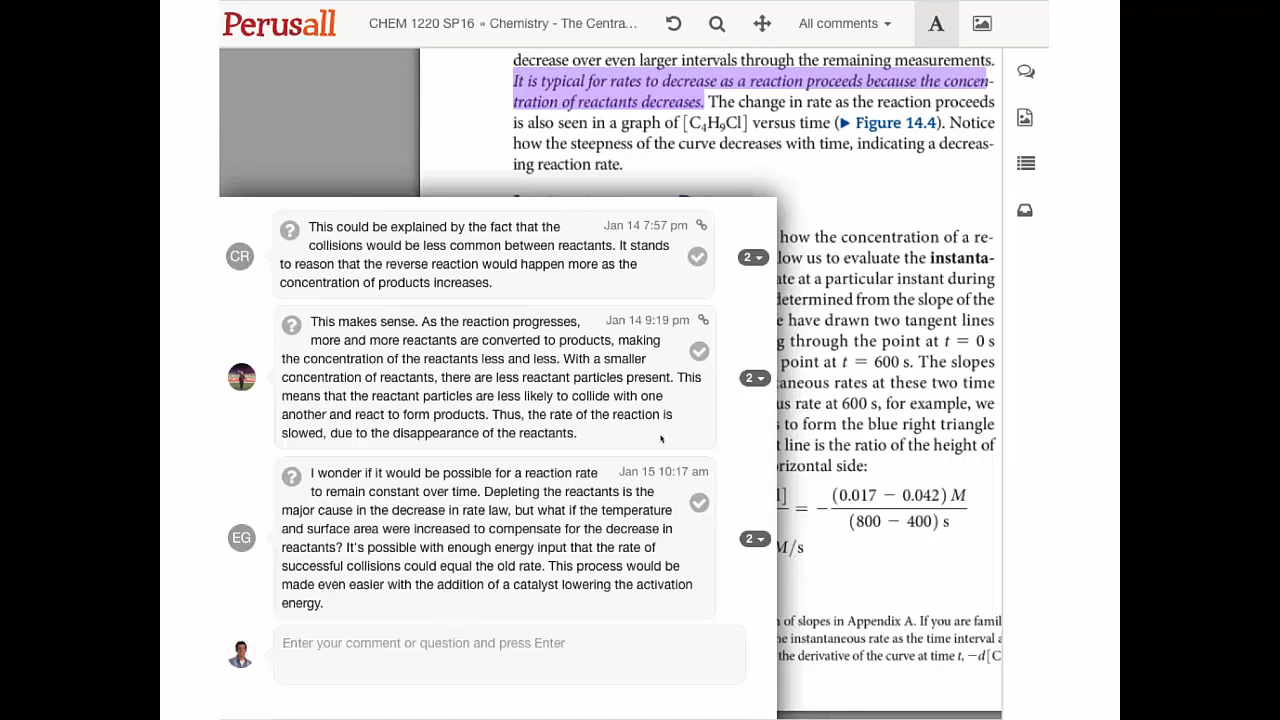 Perusall
CHEM 1220 SP16 » Chemistry - The Centra...
All comments
A
decrease over even larger intervals through the remaining measurements.
It is typical for rates to decrease as a reaction proceeds because the concen-
tration of reactants decreases. The change in rate as the reaction proceeds
is also seen in a graph of [C₄H₉Cl] versus time (► Figure 14.4). Notice
how the steepness of the curve decreases with time, indicating a decreas-
ing reaction rate.
CR
This could be explained by the fact that the
Jan 14 7:57 pm
collisions would be less common between reactants. It stands
to reason that the reverse reaction would happen more as the
concentration of products increases.
2
This makes sense. As the reaction progresses,
Jan 14 9:19 pm
more and more reactants are converted to products, making
the concentration of the reactants less and less. With a smaller
concentration of reactants, there are less reactant particles present. This
means that the reactant particles are less likely to collide with one
another and react to form products. Thus, the rate of the reaction is
slowed, due to the disappearance of the reactants.
2
EG
I wonder if it would be possible for a reaction rate
Jan 15 10:17 am
to remain constant over time. Depleting the reactants is the
major cause in the decrease in rate law, but what if the temperature
and surface area were increased to compensate for the decrease in
reactants? It's possible with enough energy input that the rate of
successful collisions could equal the old rate. This process would be
made even easier with the addition of a catalyst lowering the activation
energy.
2
Enter your comment or question and press Enter
how the concentration of a re-
low us to evaluate the instanta-
ate at a particular instant during
determined from the slope of the
e have drawn two tangent lines
g through the point at t = 0 s
point at t = 600 s. The slopes
taneous rates at these two time
us rate at 600 s, for example, we
s to form the blue right triangle
t line is the ratio of the height of
rizontal side:
l] = − (0.017 − 0.042) M
(800 − 400) s
M/s
n of slopes in Appendix A. If you are famil
he instantaneous rate as the time interval a
the derivative of the curve at time t, −d[C